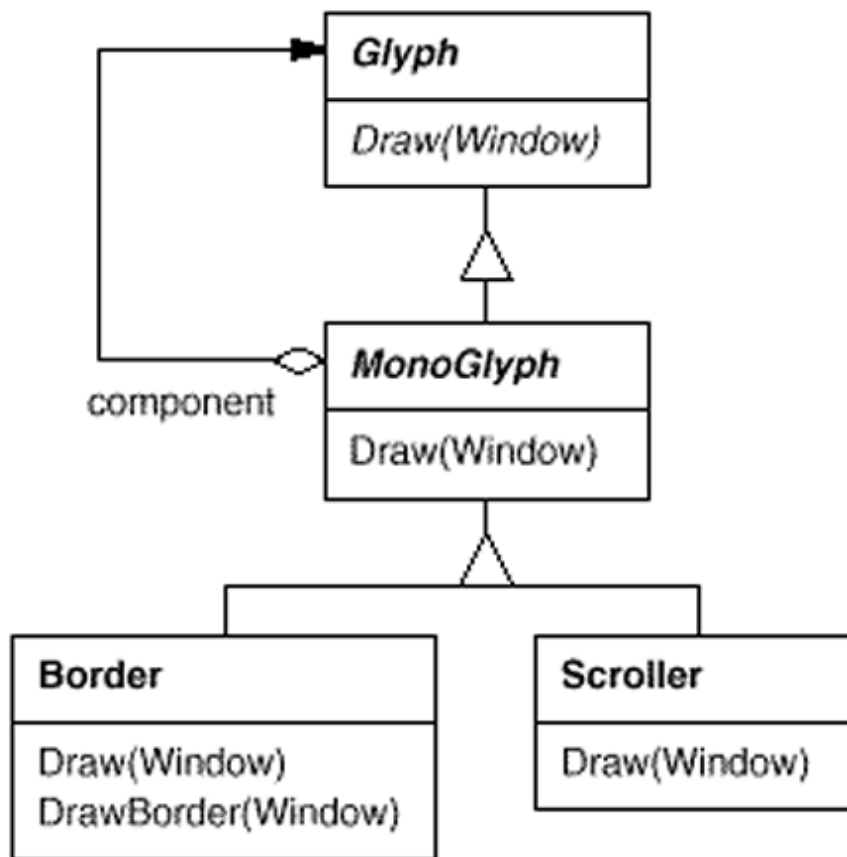 Glyph
Draw(Window)
MonoGlyph
component
Draw(Window)
Border
Draw(Window)
DrawBorder(Window)
Scroller
Draw(Window)